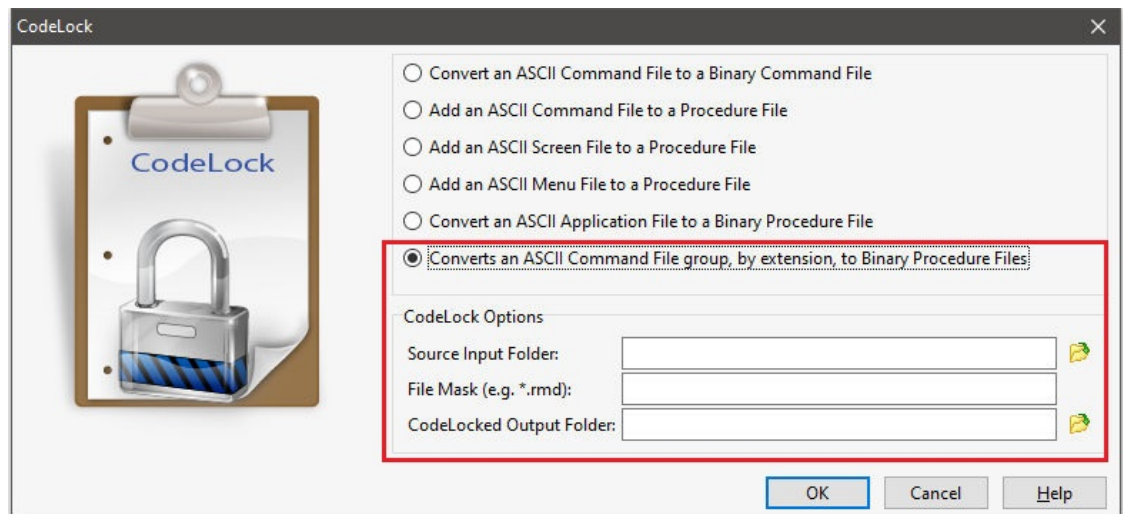 CodeLock
CodeLock
Convert an ASCII Command File to a Binary Command File
Add an ASCII Command File to a Procedure File
Add an ASCII Screen File to a Procedure File
Add an ASCII Menu File to a Procedure File
Convert an ASCII Application File to a Binary Procedure File
Converts an ASCII Command File group, by extension, to Binary Procedure Files
CodeLock Options
Source Input Folder:
File Mask (e.g. *.rmd):
CodeLocked Output Folder:
OK Cancel Help